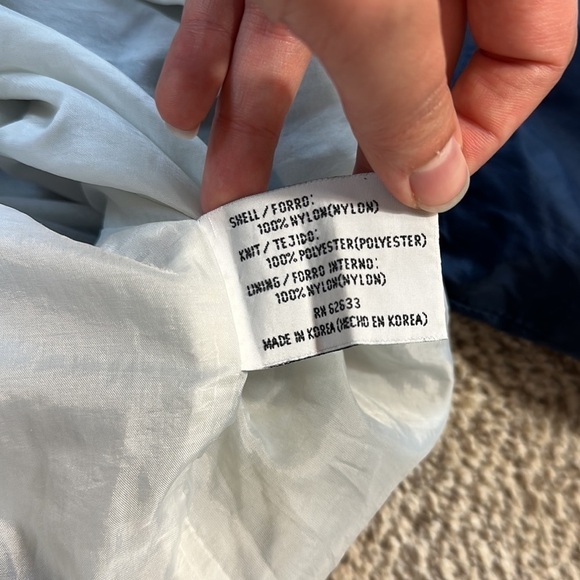 SHELL / FORRO:
100% NYLON(NYLON)
KNIT / TEJIDO:
100% POLYESTER(POLYESTER)
LINING / FORRO INTERNO:
100% NYLON(NYLON)
RN 62633
MADE IN KOREA(HECHO EN KOREA)